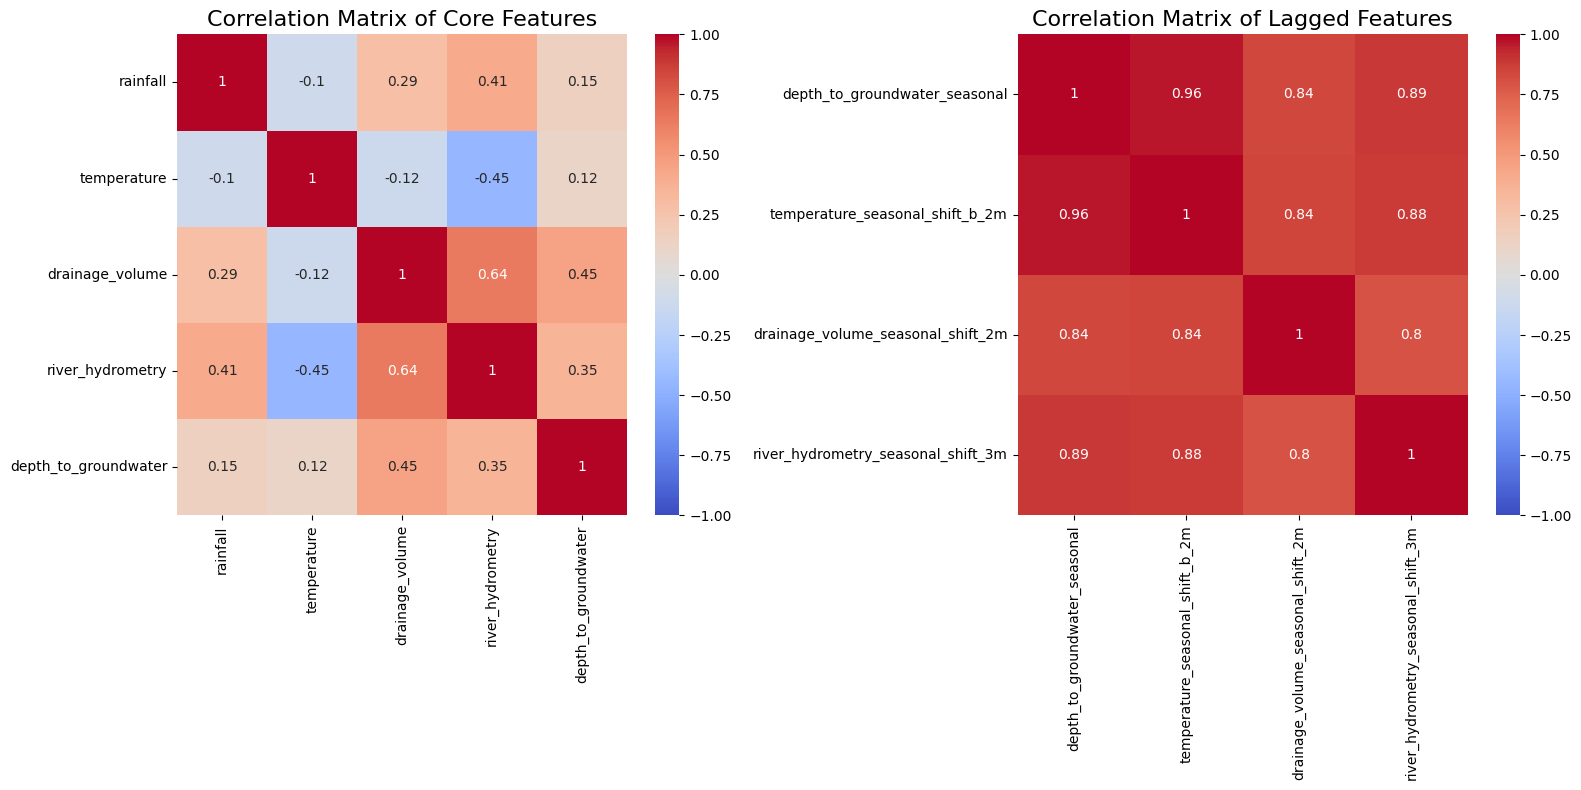 Correlation Matrix of Core Features
rainfall 1 -0.1 0.29 0.41 0.15
temperature -0.1 1 -0.12 -0.45 0.12
drainage_volume 0.29 -0.12 1 0.64 0.45
river_hydrometry 0.41 -0.45 0.64 1 0.35
depth_to_groundwater 0.15 0.12 0.45 0.35 1
rainfall
temperature
drainage_volume
river_hydrometry
depth_to_groundwater
1.00
0.75
0.50
0.25
0.00
−0.25
−0.50
−0.75
−1.00
Correlation Matrix of Lagged Features
depth_to_groundwater_seasonal 1 0.96 0.84 0.89
temperature_seasonal_shift_b_2m 0.96 1 0.84 0.88
drainage_volume_seasonal_shift_2m 0.84 0.84 1 0.8
river_hydrometry_seasonal_shift_3m 0.89 0.88 0.8 1
depth_to_groundwater_seasonal
temperature_seasonal_shift_b_2m
drainage_volume_seasonal_shift_2m
river_hydrometry_seasonal_shift_3m
1.00
0.75
0.50
0.25
0.00
−0.25
−0.50
−0.75
−1.00